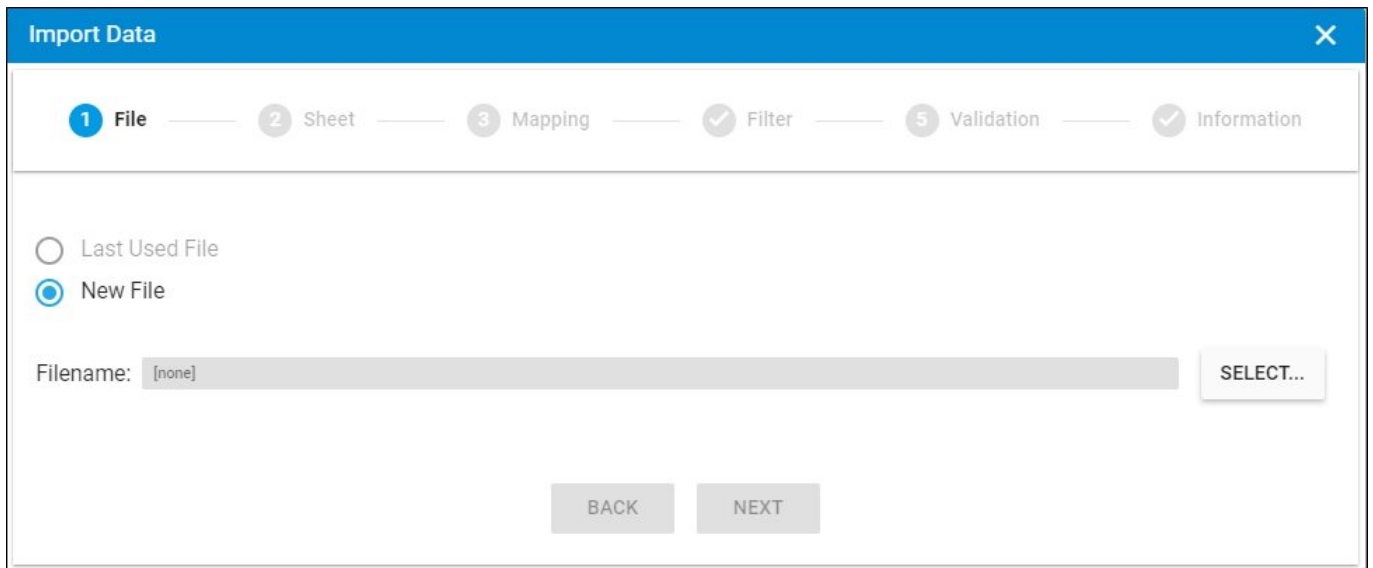 Import Data
1 File 2 Sheet 3 Mapping Filter 5 Validation Information
Last Used File
New File
Filename: [none] SELECT...
BACK NEXT